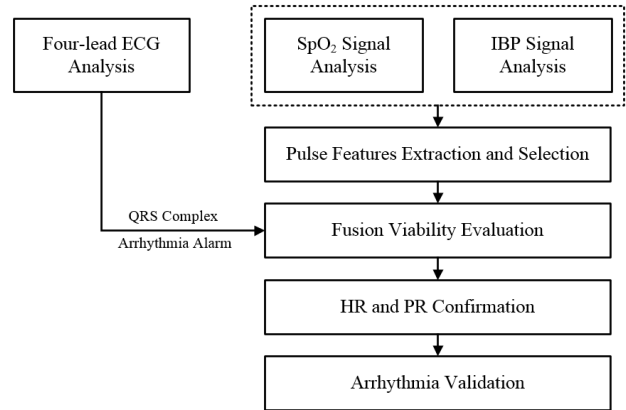 Four-lead ECG
Analysis
SpO₂ Signal
Analysis
IBP Signal
Analysis
Pulse Features Extraction and Selection
QRS Complex
Arrhythmia Alarm
Fusion Viability Evaluation
HR and PR Confirmation
Arrhythmia Validation